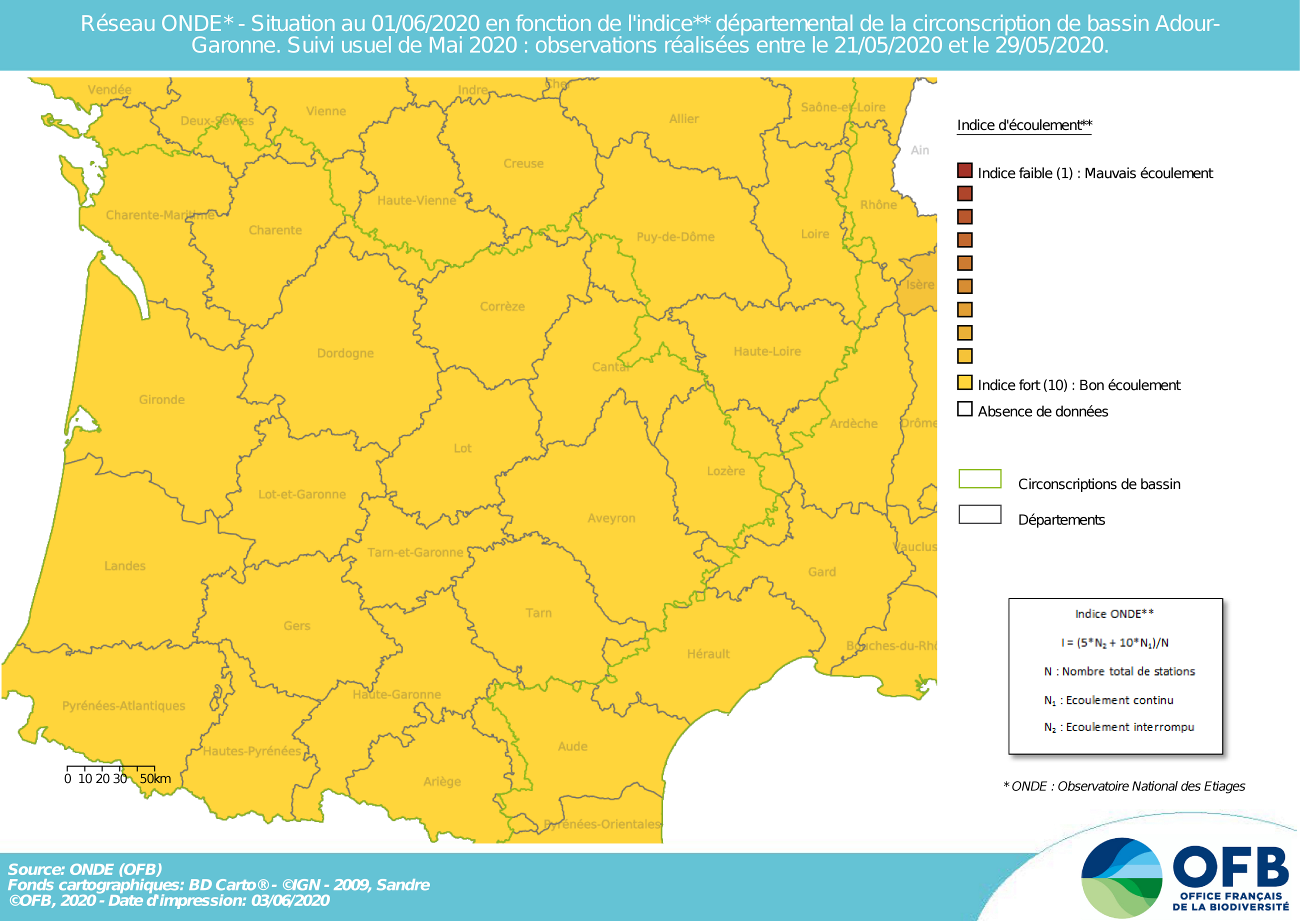 Réseau ONDE* - Situation au 01/06/2020 en fonction de l'indice** départemental de la circonscription de bassin Adour-
Garonne. Suivi usuel de Mai 2020 : observations réalisées entre le 21/05/2020 et le 29/05/2020.
Vendée
Deux-Sèvres
Vienne
Indre
Cher
Allier
Saône-et-Loire
Ain
Creuse
Haute-Vienne
Charente-Maritime
Charente
Puy-de-Dôme
Loire
Rhône
Isère
Corrèze
Dordogne
Haute-Loire
Cantal
Gironde
Ardèche
Drôme
Lot
Lozère
Lot-et-Garonne
Aveyron
Tarn-et-Garonne
Vauclus
Landes
Gard
Tarn
Gers
Hérault
Bouches-du-Rhô
Haute-Garonne
Pyrénées-Atlantiques
Hautes-Pyrénées
Aude
Ariège
Pyrénées-Orientales
0 10 20 30 50km
Indice d'écoulement**
Indice faible (1) : Mauvais écoulement
Indice fort (10) : Bon écoulement
Absence de données
Circonscriptions de bassin
Départements
Indice ONDE**
I = (5*N₂ + 10*N₁)/N
N : Nombre total de stations
N₁ : Ecoulement continu
N₂ : Ecoulement interrompu
* ONDE : Observatoire National des Etiages
Source: ONDE (OFB)
Fonds cartographiques: BD Carto® - ©IGN - 2009, Sandre
©OFB, 2020 - Date d'impression: 03/06/2020
OFB
OFFICE FRANÇAIS
DE LA BIODIVERSITÉ